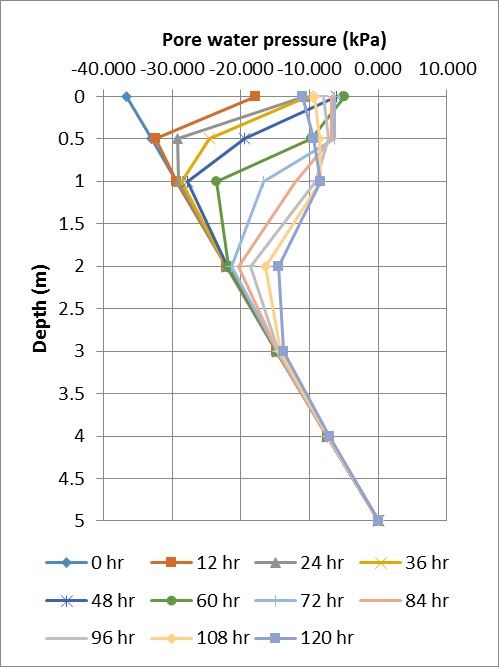 Pore water pressure (kPa)
-40.000 -30.000 -20.000 -10.000 0.000 10.000
0
0.5
1
1.5
2
2.5
3
3.5
4
4.5
5
Depth (m)
0 hr 12 hr 24 hr 36 hr
48 hr 60 hr 72 hr 84 hr
96 hr 108 hr 120 hr